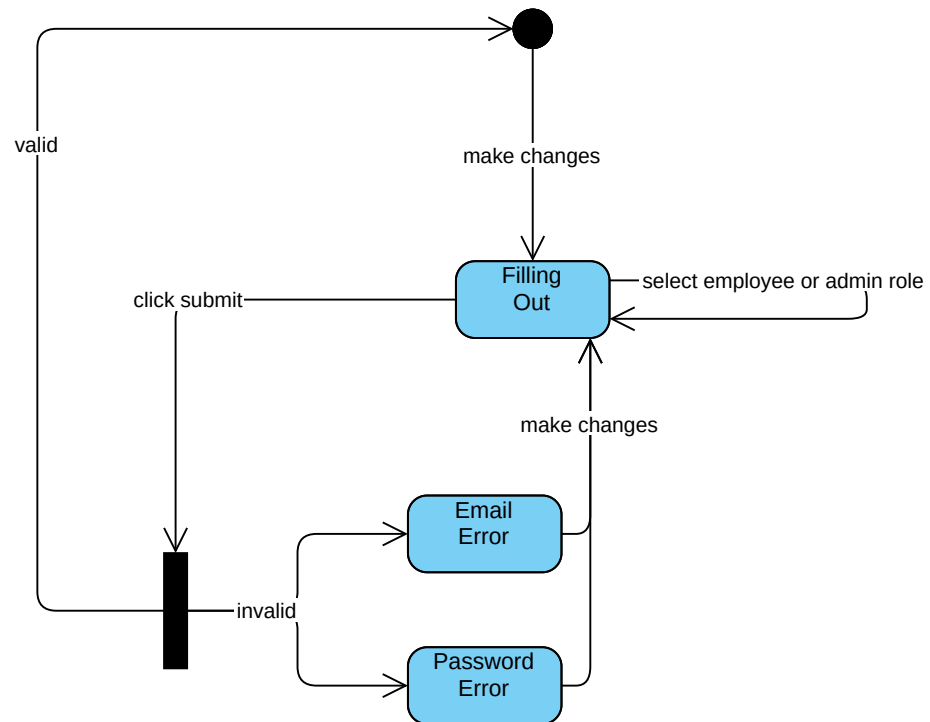 valid
make changes
Filling
Out
select employee or admin role
click submit
make changes
Email
Error
invalid
Password
Error